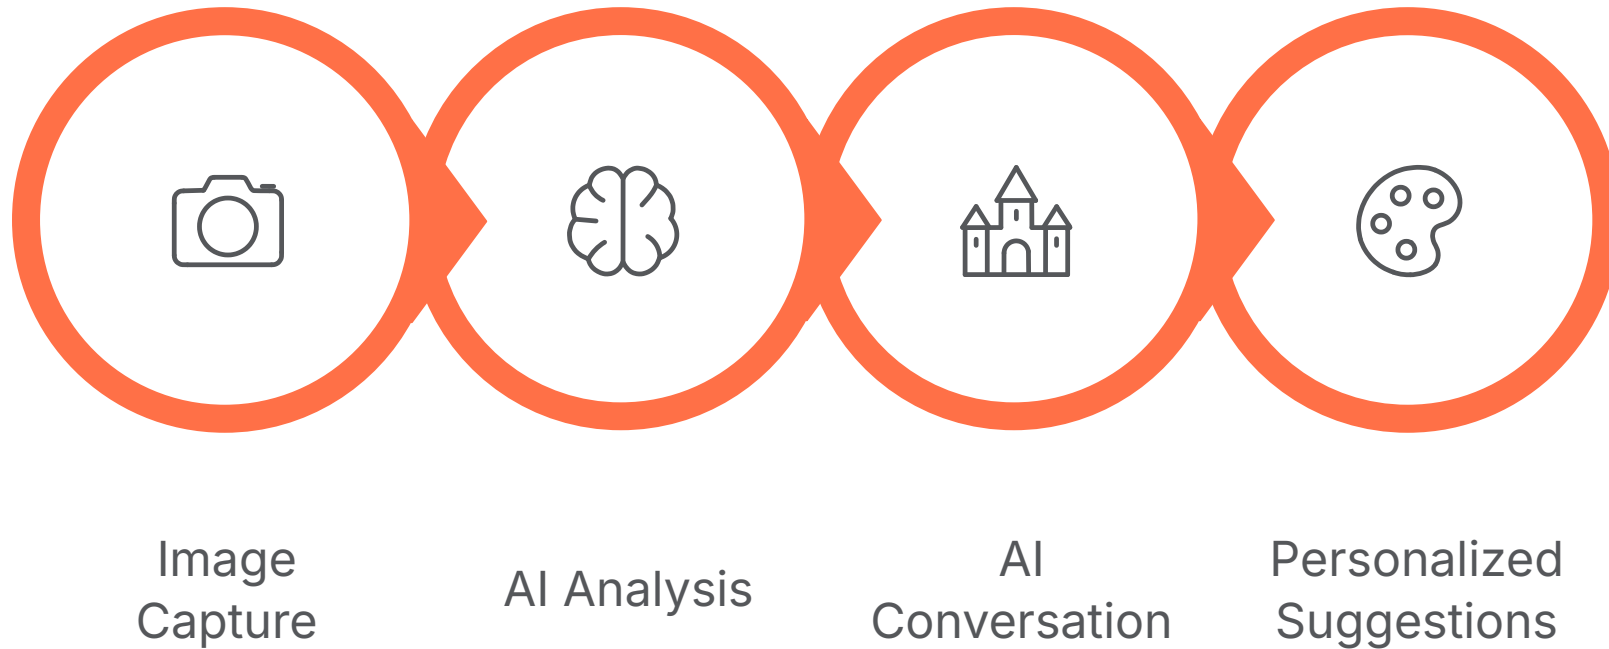 Image
Capture
AI Analysis
AI
Conversation
Personalized
Suggestions